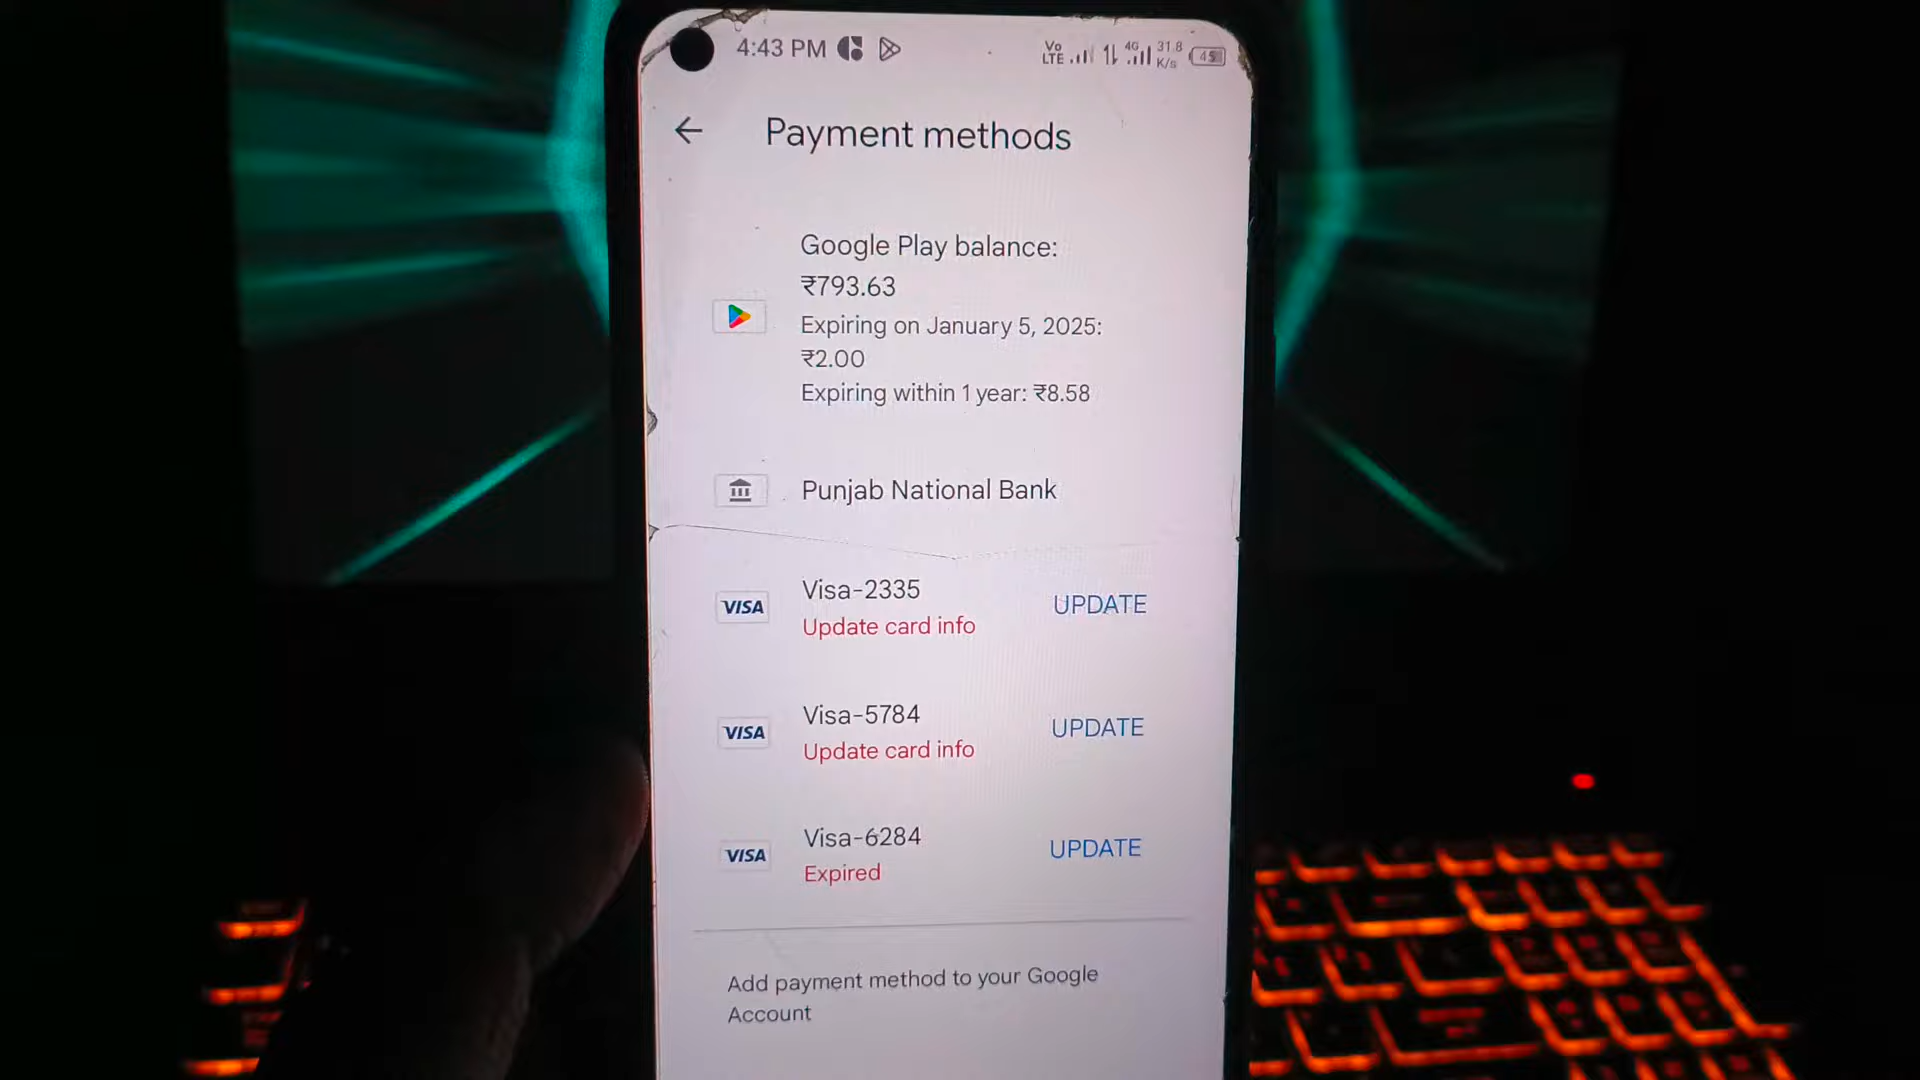 4:43 PM
Vo
LTE
4G
31.8
K/s
45
Payment methods
Google Play balance:
₹793.63
Expiring on January 5, 2025:
₹2.00
Expiring within 1 year: ₹8.58
Punjab National Bank
VISA
Visa-2335
UPDATE
Update card info
VISA
Visa-5784
UPDATE
Update card info
VISA
Visa-6284
UPDATE
Expired
Add payment method to your Google
Account